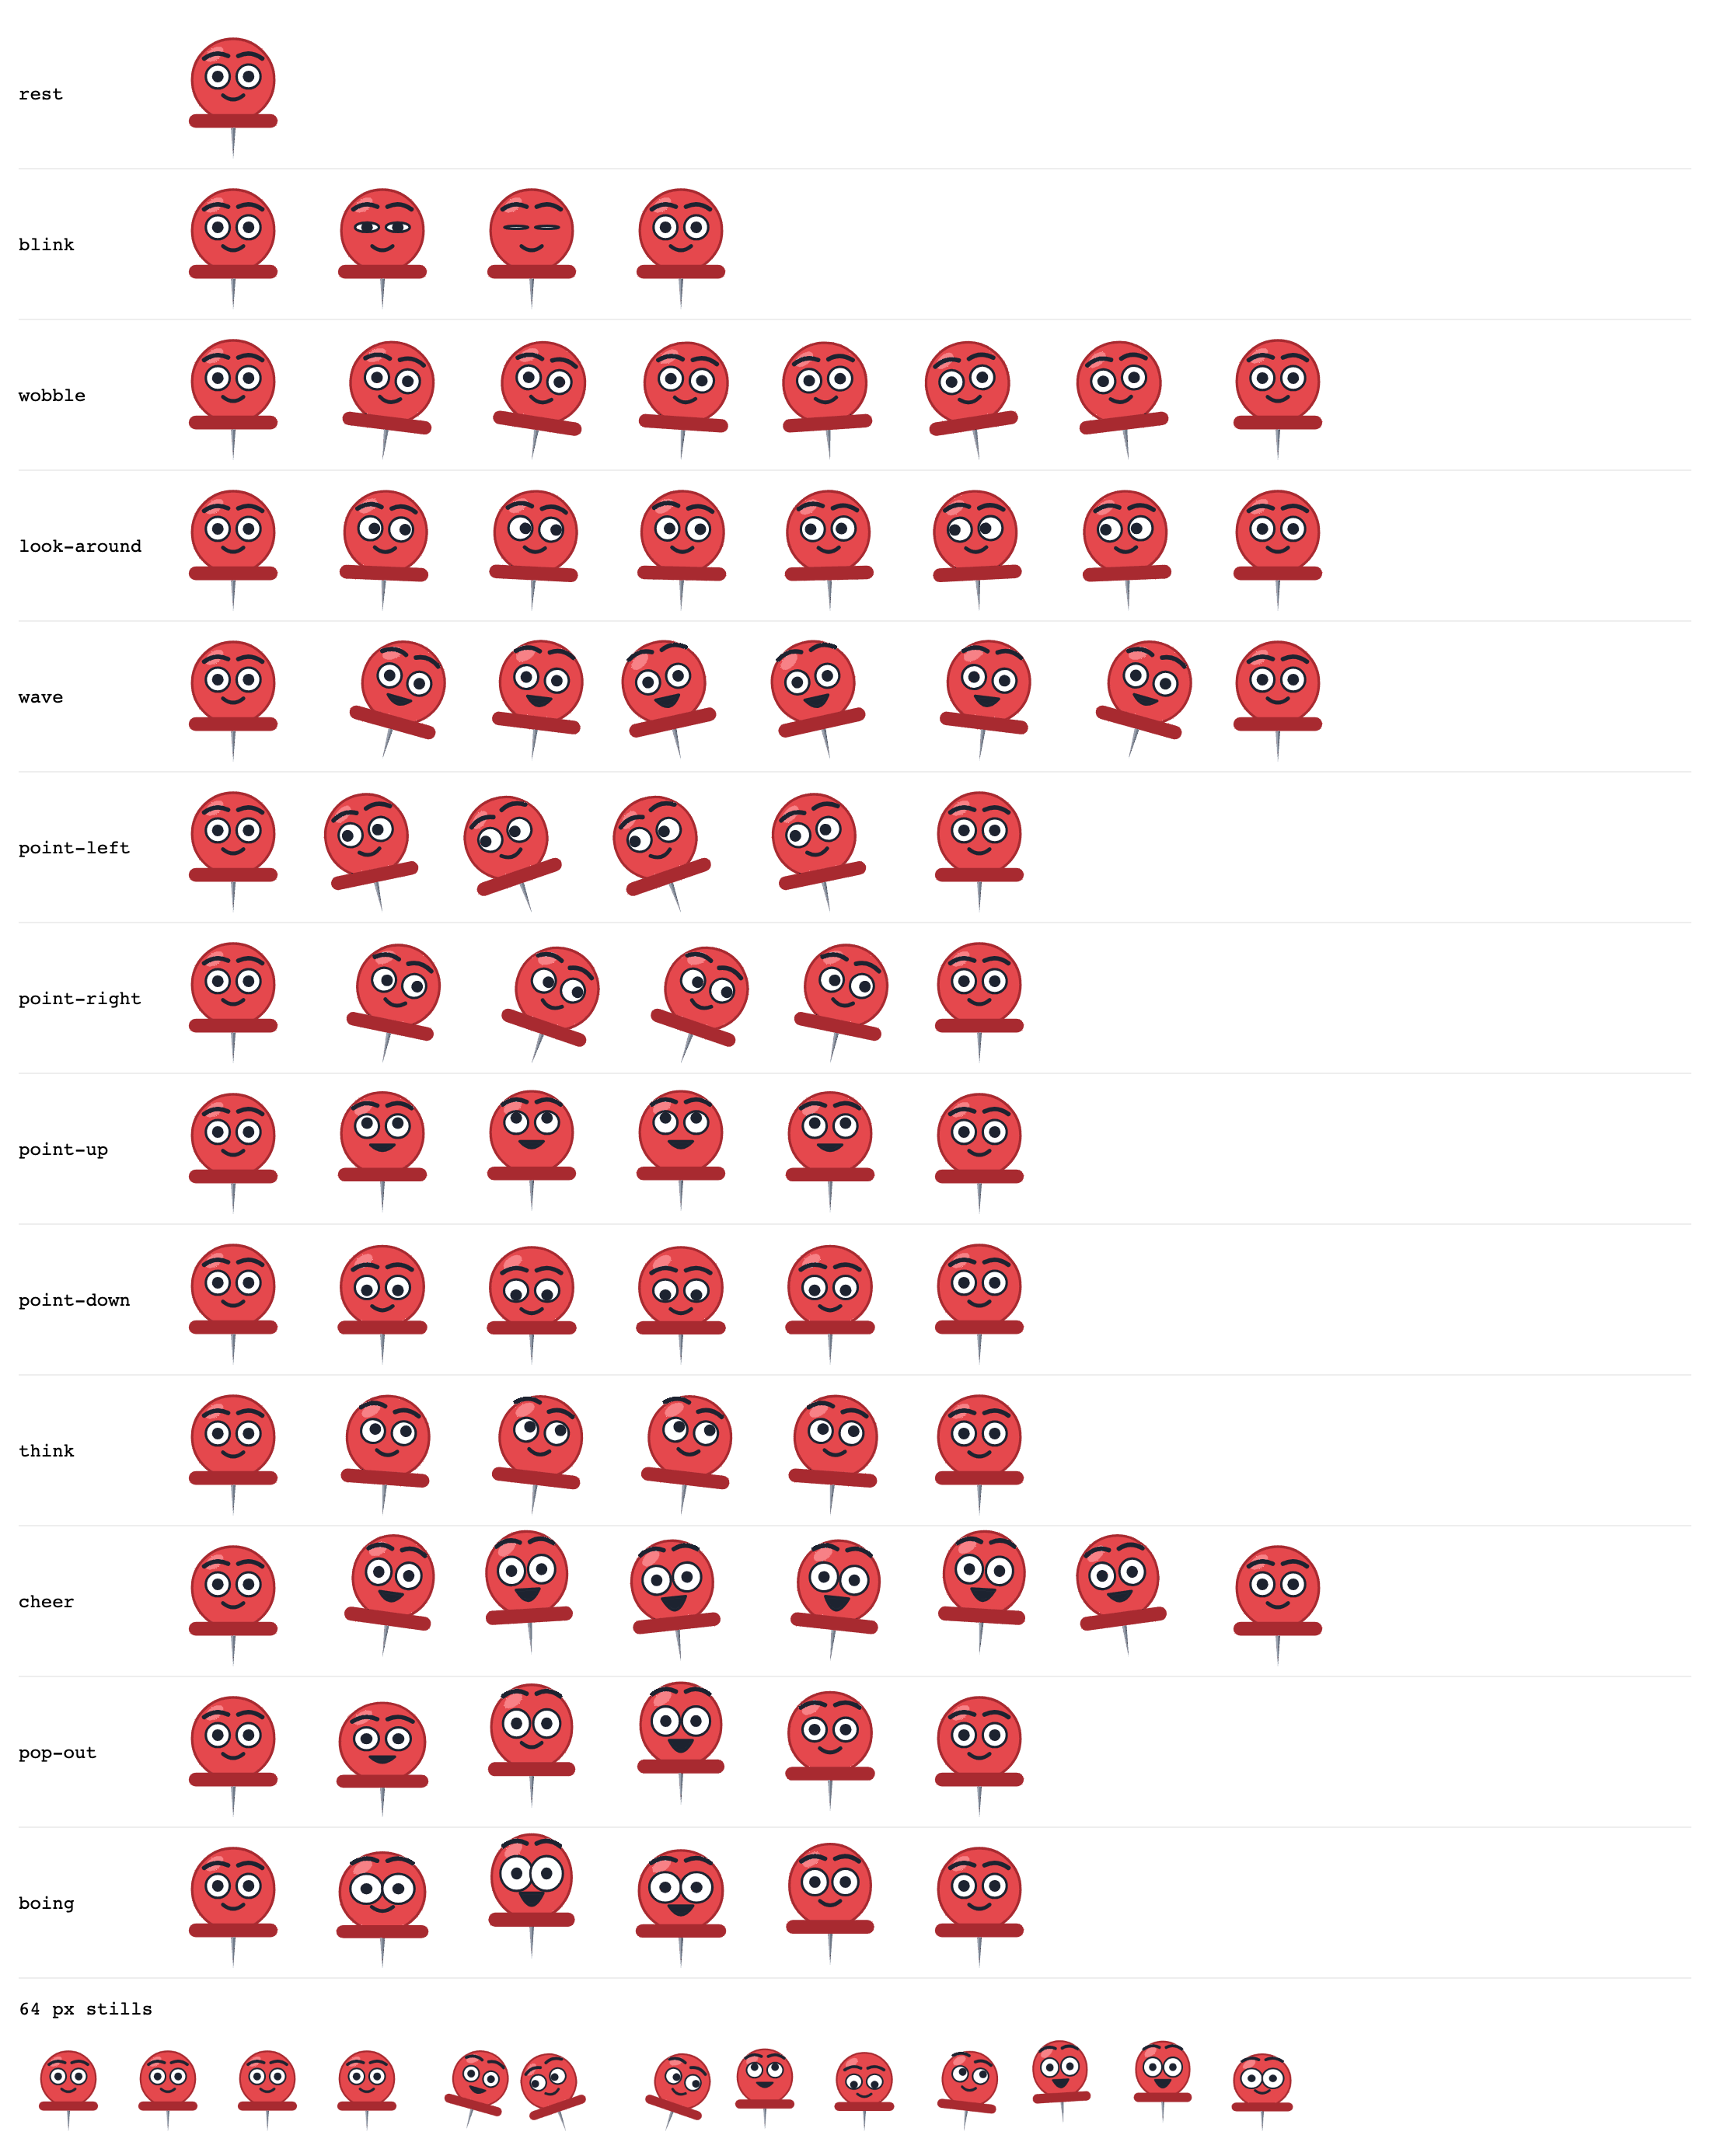 rest
blink
wobble
look-around
wave
point-left
point-right
point-up
point-down
think
cheer
pop-out
boing
64 px stills